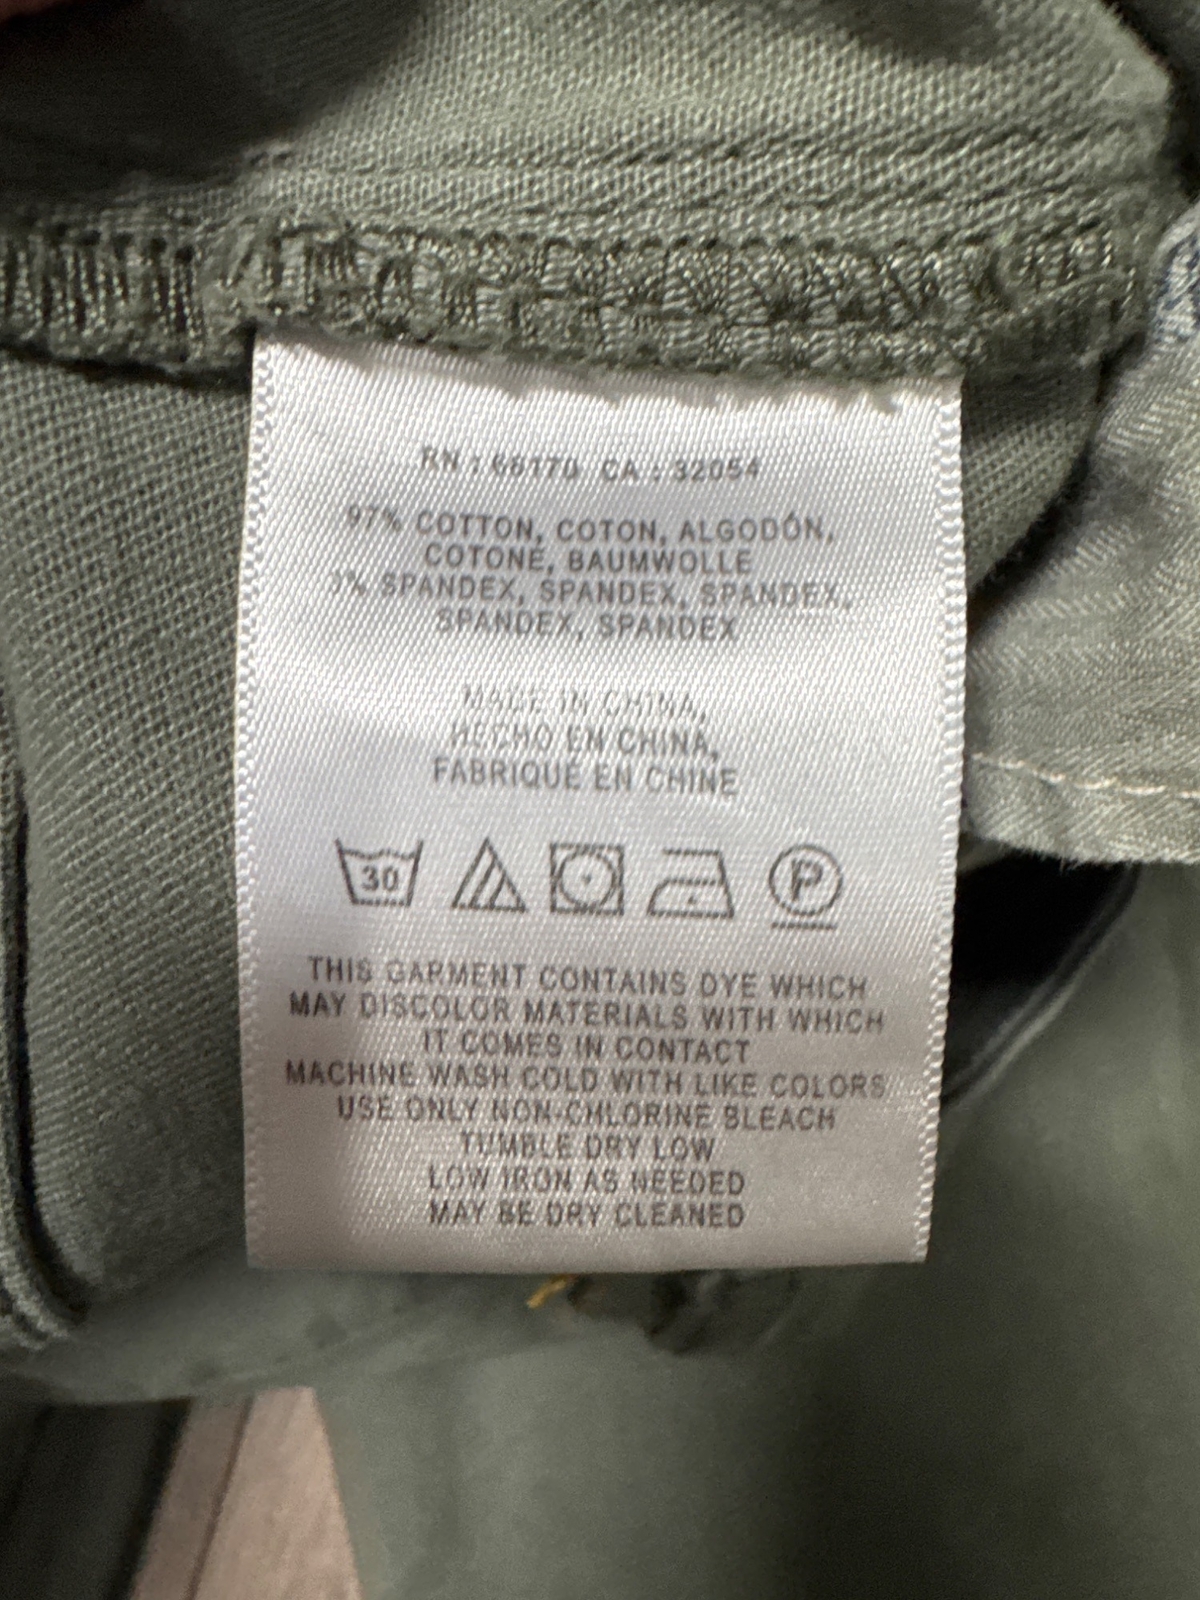 RN : 66170 CA : 32054
97% COTTON, COTON, ALGODÓN,
COTONE, BAUMWOLLE
3% SPANDEX, SPANDEX, SPANDEX,
SPANDEX, SPANDEX
MADE IN CHINA,
HECHO EN CHINA,
FABRIQUÉ EN CHINE
30 P
THIS GARMENT CONTAINS DYE WHICH
MAY DISCOLOR MATERIALS WITH WHICH
IT COMES IN CONTACT
MACHINE WASH COLD WITH LIKE COLORS
USE ONLY NON-CHLORINE BLEACH
TUMBLE DRY LOW
LOW IRON AS NEEDED
MAY BE DRY CLEANED